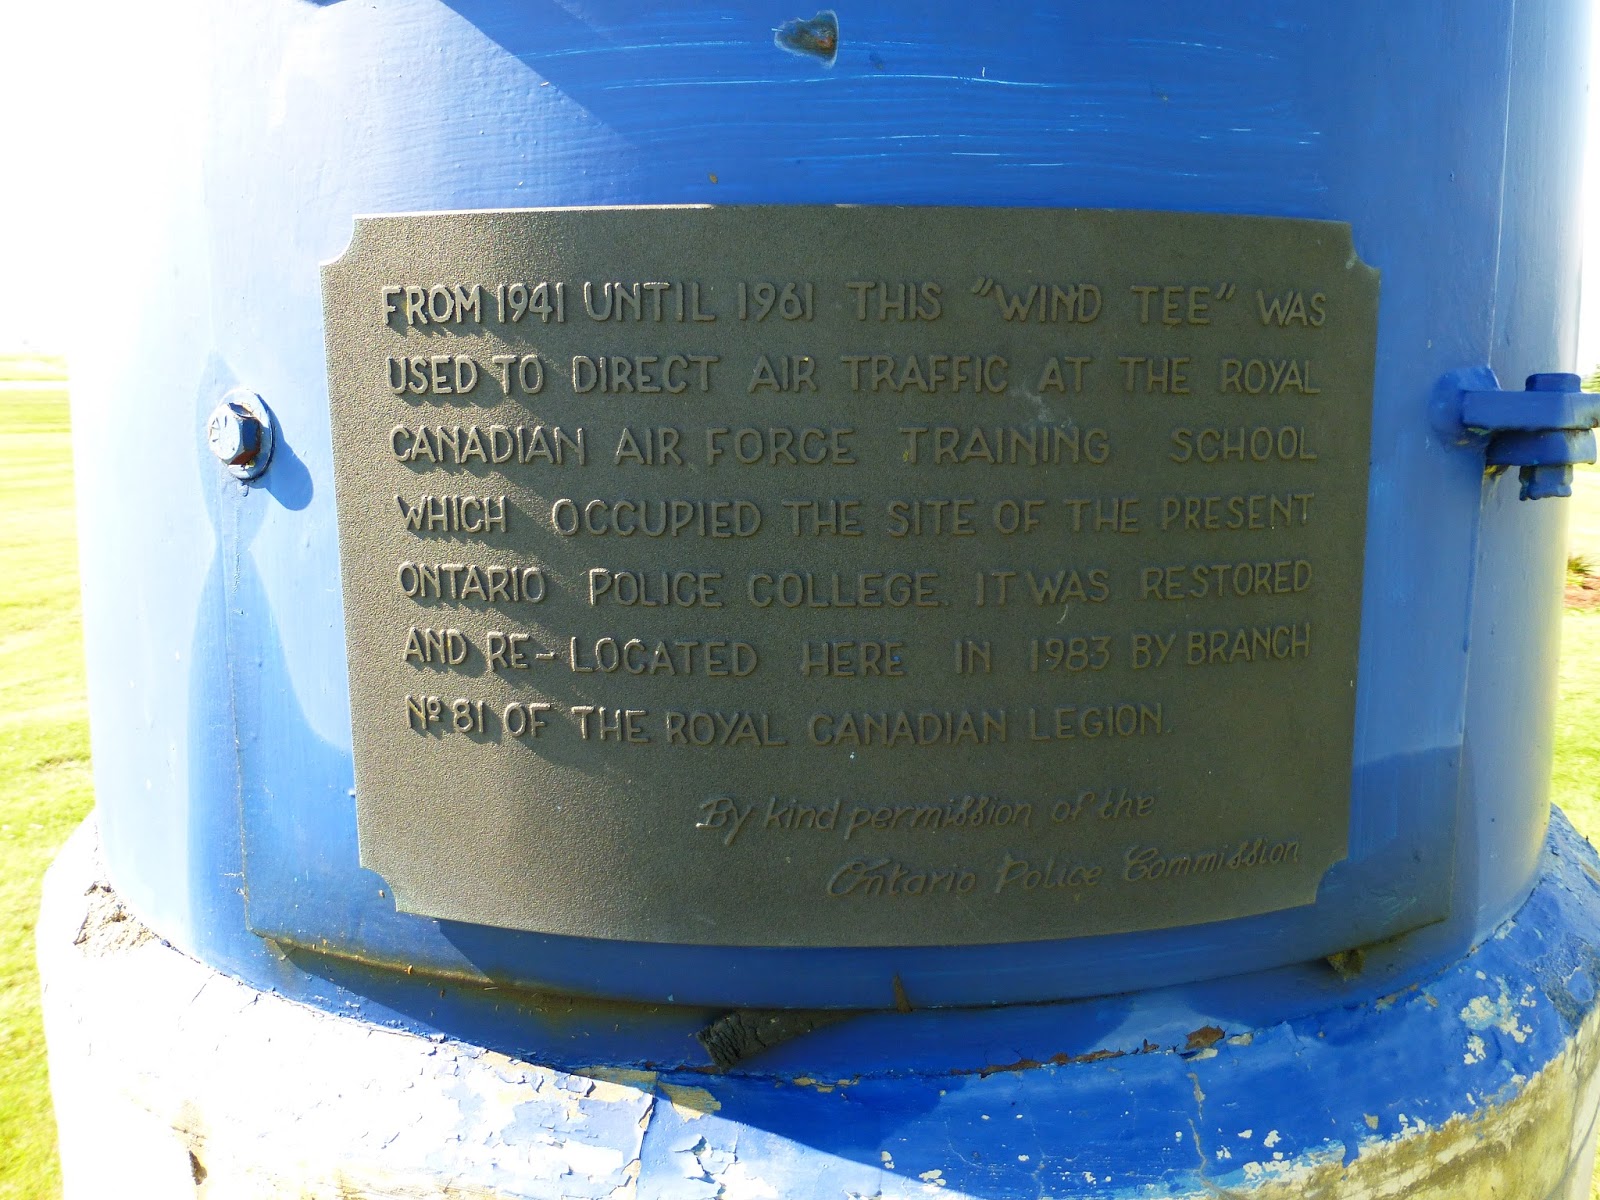 FROM 1941 UNTIL 1961 THIS "WIND TEE" WAS
USED TO DIRECT AIR TRAFFIC AT THE ROYAL
CANADIAN AIR FORCE TRAINING SCHOOL
WHICH OCCUPIED THE SITE OF THE PRESENT
ONTARIO POLICE COLLEGE. IT WAS RESTORED
AND RE-LOCATED HERE IN 1983 BY BRANCH
Nº 81 OF THE ROYAL CANADIAN LEGION.
By kind permission of the
Ontario Police Commission